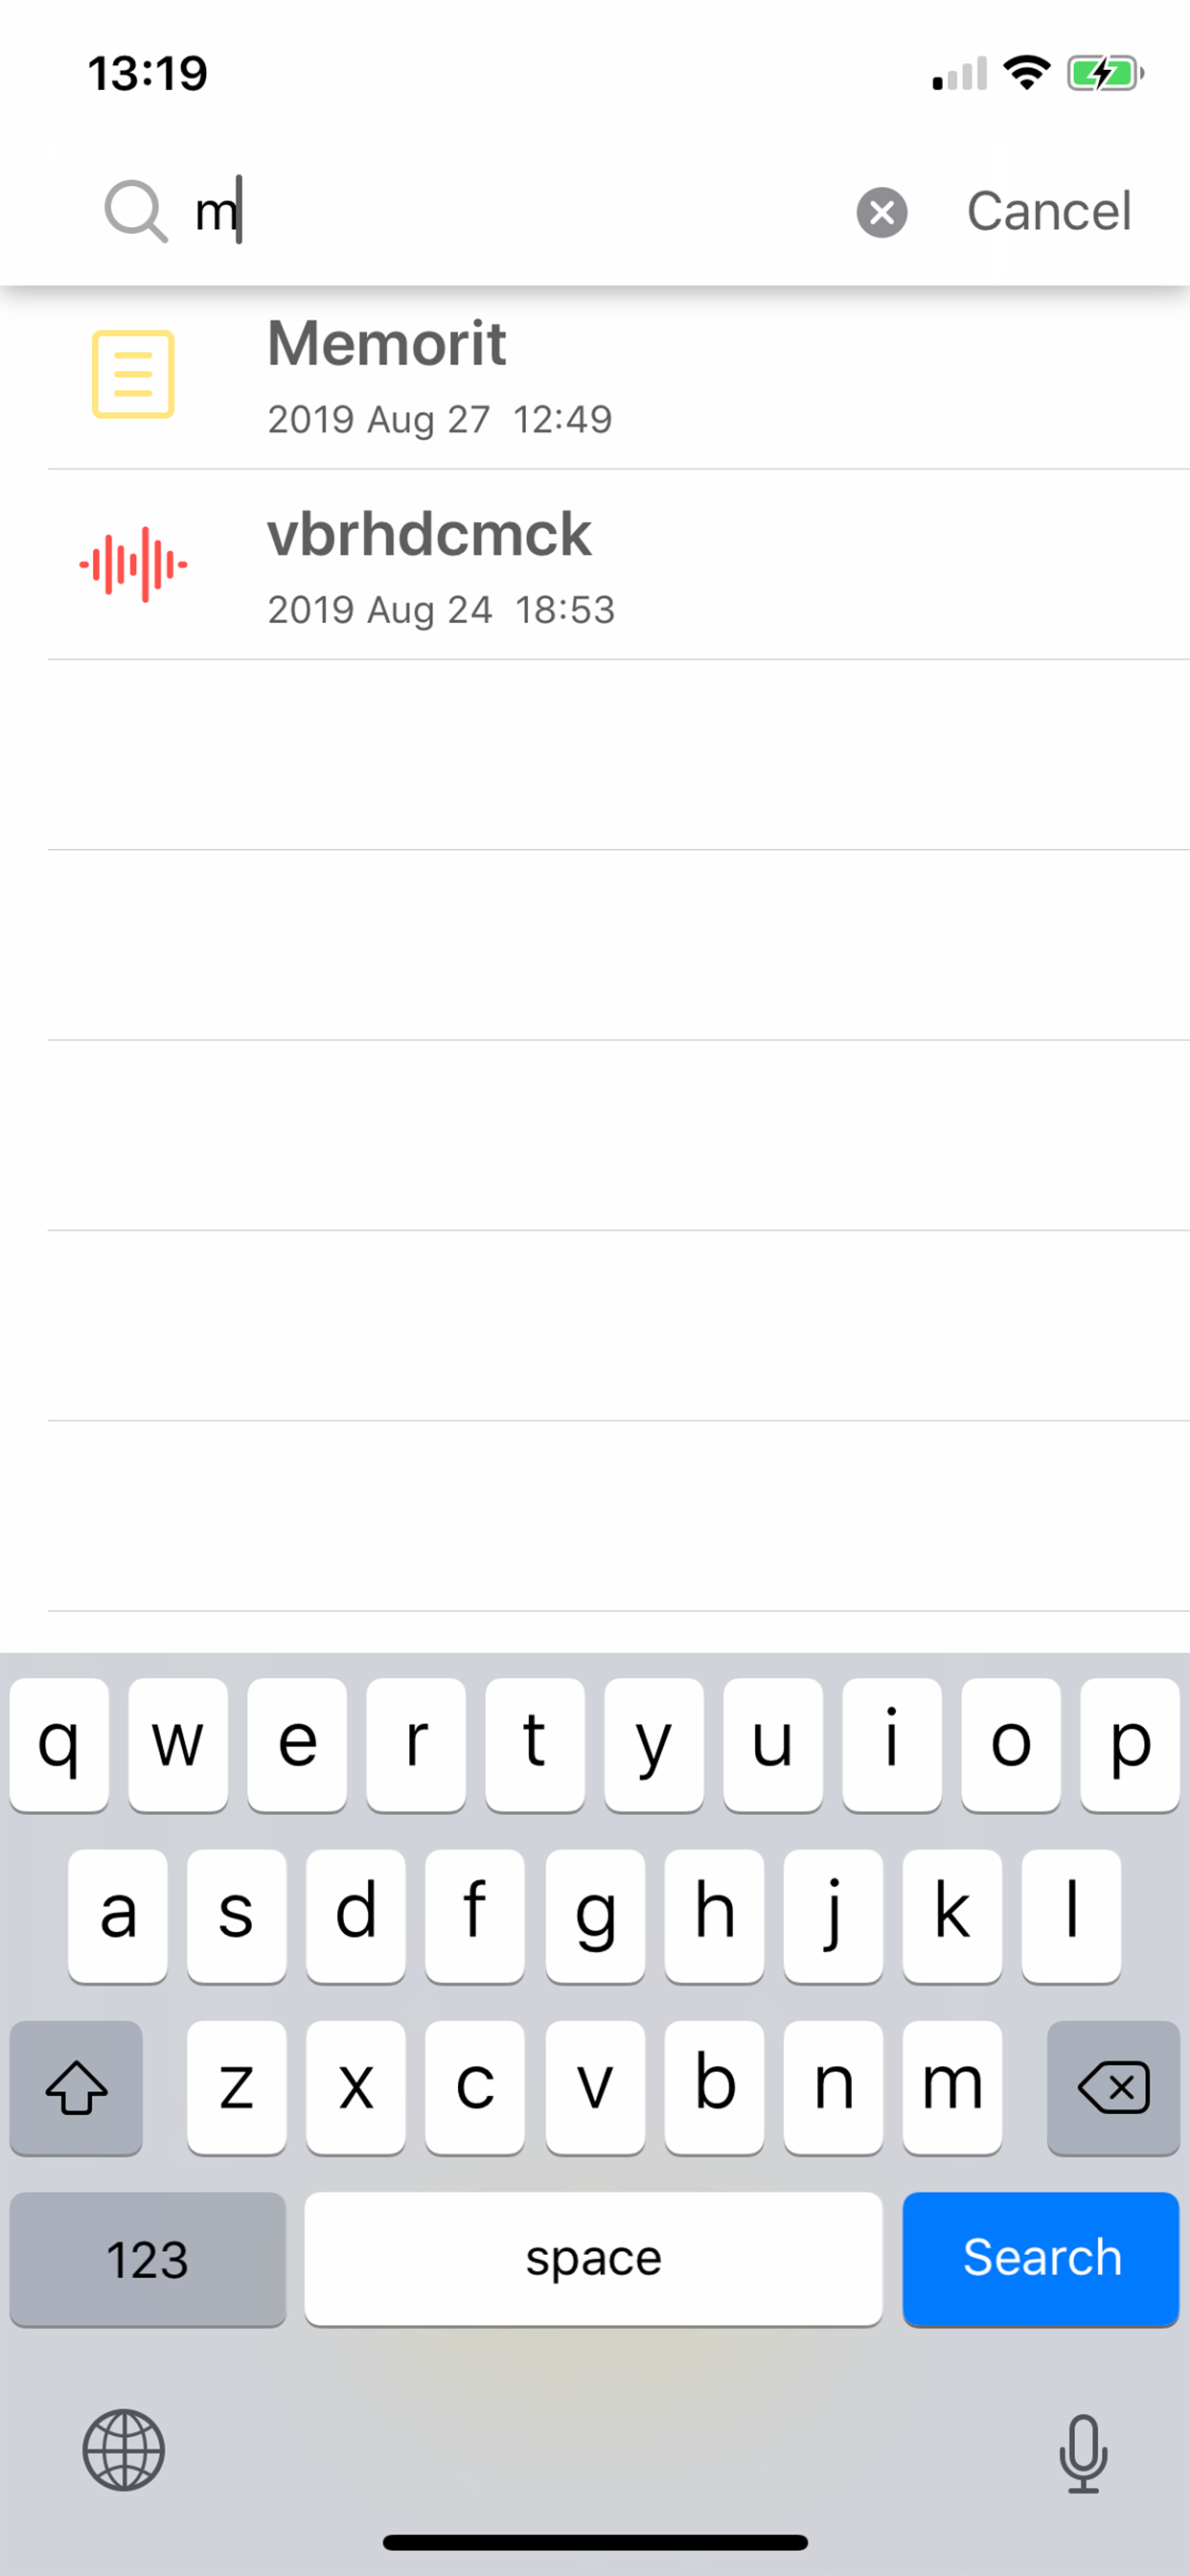 13:19
m
Cancel
Memorit
2019 Aug 27 12:49
vbrhdcmck
2019 Aug 24 18:53
q w e r t y u i o p
a s d f g h j k l
z x c v b n m
123 space Search